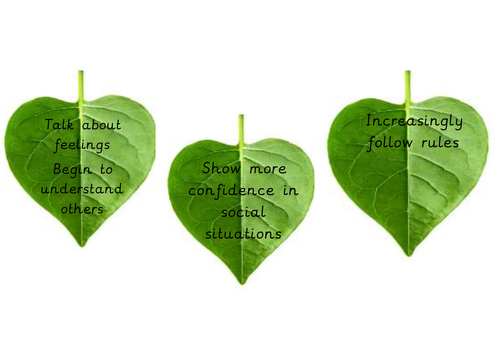 Talk about
feelings
Begin to
understand
others
Show more
confidence in
social
situations
Increasingly
follow rules